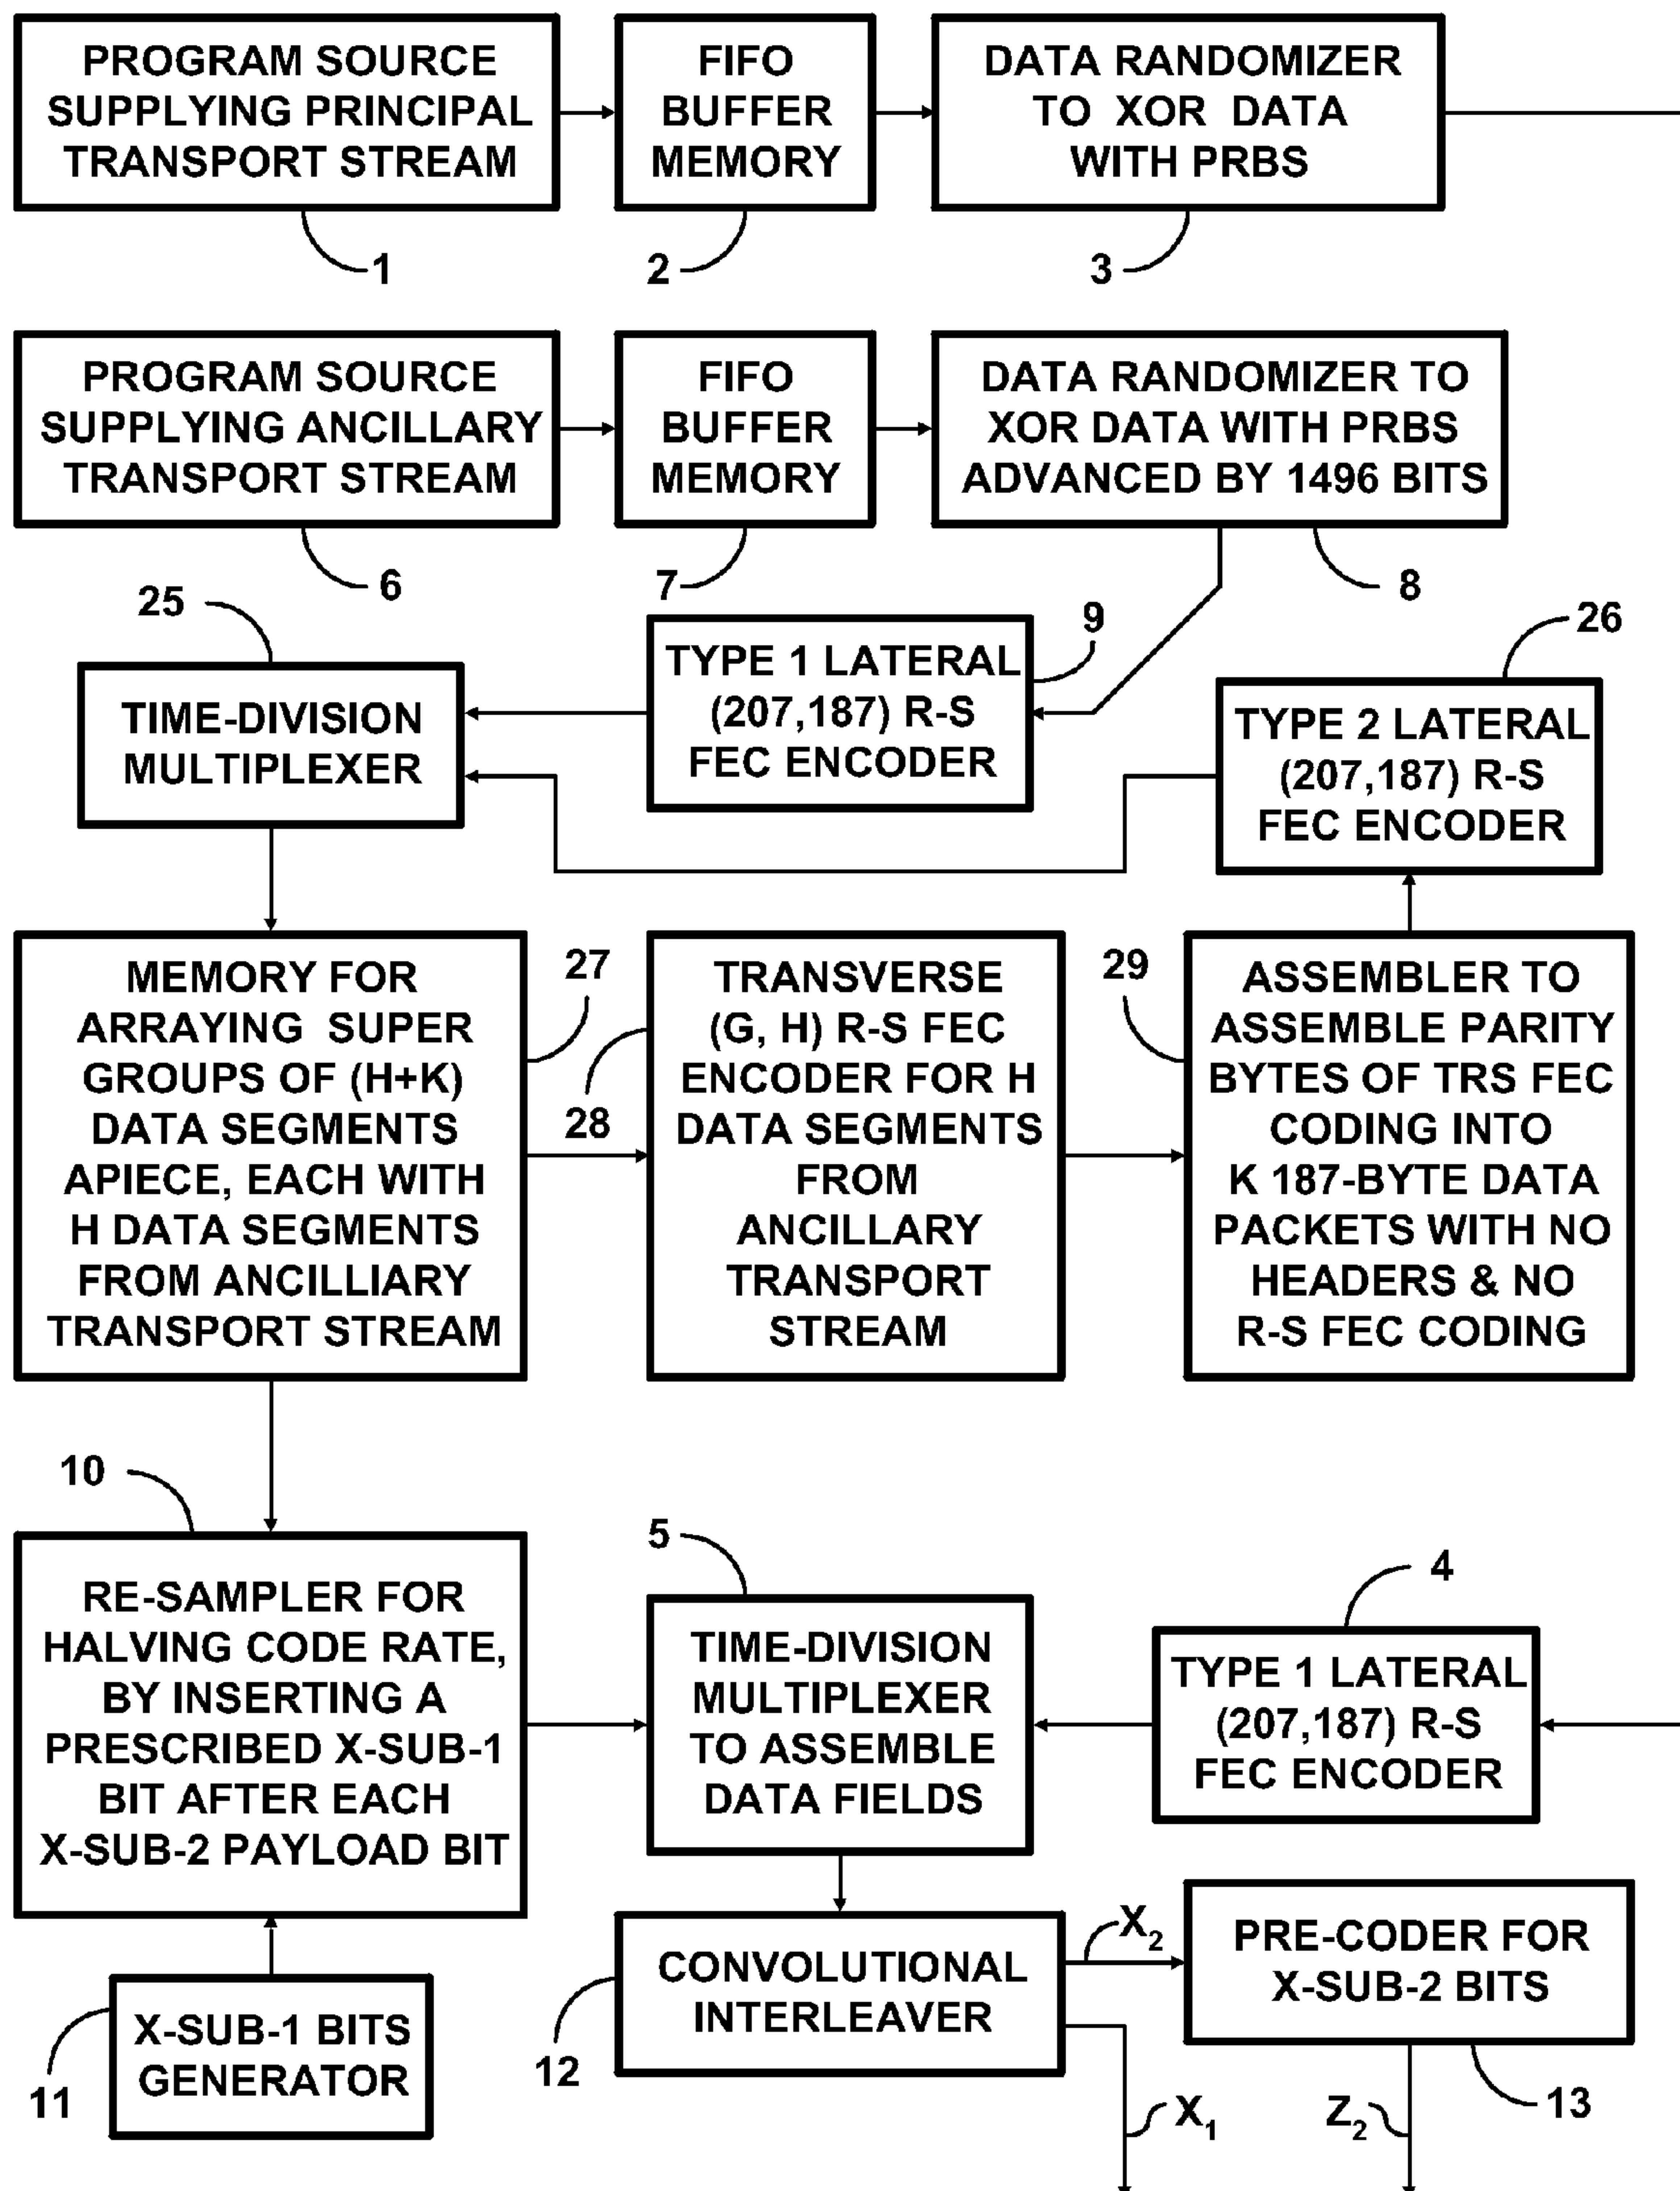 PROGRAM SOURCE
SUPPLYING PRINCIPAL
TRANSPORT STREAM
FIFO
BUFFER
MEMORY
DATA RANDOMIZER
TO XOR DATA
WITH PRBS
1
2
3
PROGRAM SOURCE
SUPPLYING ANCILLARY
TRANSPORT STREAM
FIFO
BUFFER
MEMORY
DATA RANDOMIZER TO
XOR DATA WITH PRBS
ADVANCED BY 1496 BITS
6
7
8
25
9
26
TIME-DIVISION
MULTIPLEXER
TYPE 1 LATERAL
(207,187) R-S
FEC ENCODER
TYPE 2 LATERAL
(207,187) R-S
FEC ENCODER
MEMORY FOR
ARRAYING SUPER
GROUPS OF (H+K)
DATA SEGMENTS
APIECE, EACH WITH
H DATA SEGMENTS
FROM ANCILLIARY
TRANSPORT STREAM
27
28
TRANSVERSE
(G, H) R-S FEC
ENCODER FOR H
DATA SEGMENTS
FROM
ANCILLARY
TRANSPORT
STREAM
29
ASSEMBLER TO
ASSEMBLE PARITY
BYTES OF TRS FEC
CODING INTO
K 187-BYTE DATA
PACKETS WITH NO
HEADERS & NO
R-S FEC CODING
10
5
4
RE-SAMPLER FOR
HALVING CODE RATE,
BY INSERTING A
PRESCRIBED X-SUB-1
BIT AFTER EACH
X-SUB-2 PAYLOAD BIT
TIME-DIVISION
MULTIPLEXER
TO ASSEMBLE
DATA FIELDS
TYPE 1 LATERAL
(207,187) R-S
FEC ENCODER
X-SUB-1 BITS
GENERATOR
11
CONVOLUTIONAL
INTERLEAVER
12
X2
PRE-CODER FOR
X-SUB-2 BITS
13
X1
Z2